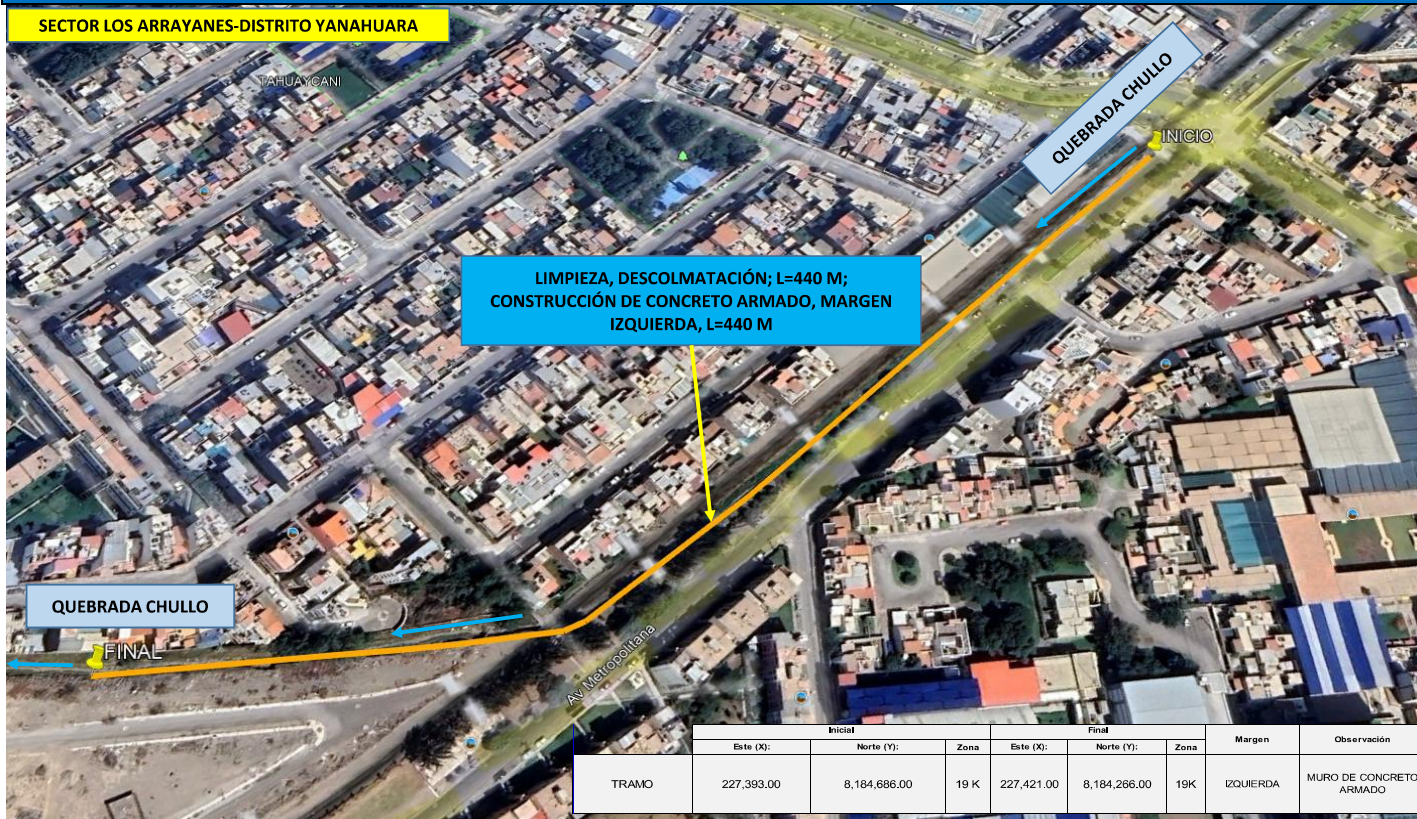 SECTOR LOS ARRAYANES-DISTRITO YANAHUARA
TAHUAYCANI
QUEBRADA CHULLO
INICIO
LIMPIEZA, DESCOLMATACIÓN; L=440 M;
CONSTRUCCIÓN DE CONCRETO ARMADO, MARGEN
IZQUIERDA, L=440 M
QUEBRADA CHULLO
FINAL
Av Metropolitana
Inicial Final Margen Observación
Este (X): Norte (Y): Zona Este (X): Norte (Y): Zona
TRAMO 227,393.00 8,184,686.00 19 K 227,421.00 8,184,266.00 19K IZQUIERDA MURO DE CONCRETO
ARMADO